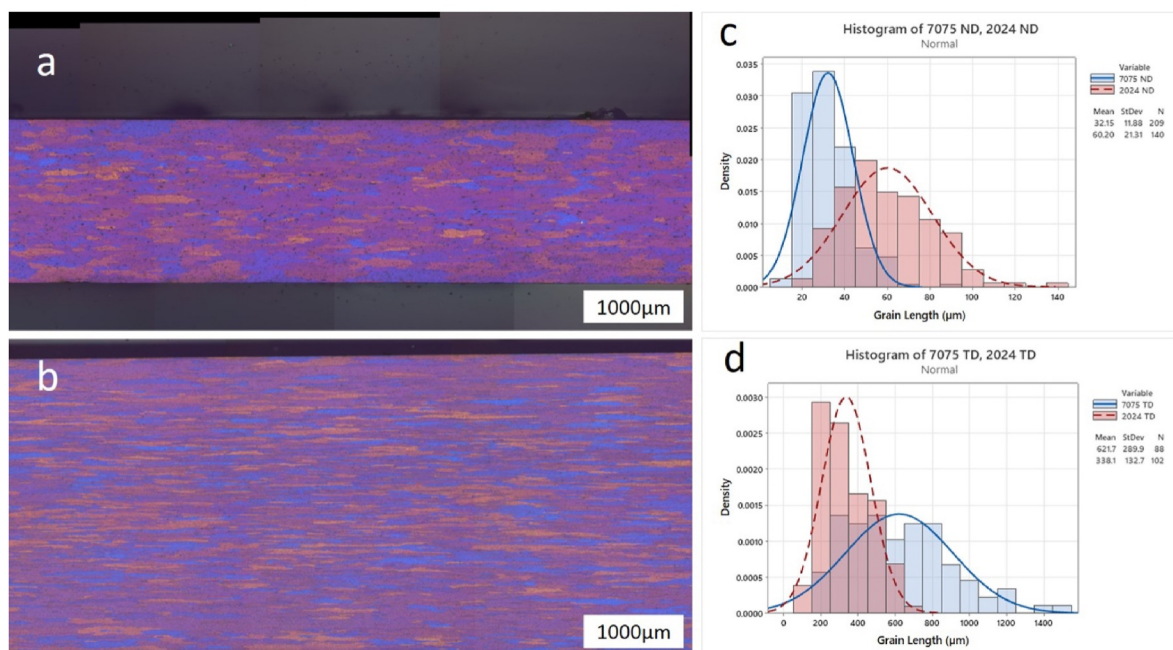 a
1000µm
b
1000µm
c
Histogram of 7075 ND, 2024 ND
Normal
Density
0.035
0.030
0.025
0.020
0.015
0.010
0.005
0.000
20 40 60 80 100 120 140
Grain Length (µm)
Variable
7075 ND
2024 ND
Mean StDev N
32.15 11.88 209
60.20 21.31 140
d
Histogram of 7075 TD, 2024 TD
Normal
Density
0.0030
0.0025
0.0020
0.0015
0.0010
0.0005
0.0000
0 200 400 600 800 1000 1200 1400
Grain Length (µm)
Variable
7075 TD
2024 TD
Mean StDev N
621.7 289.9 88
338.1 132.7 102